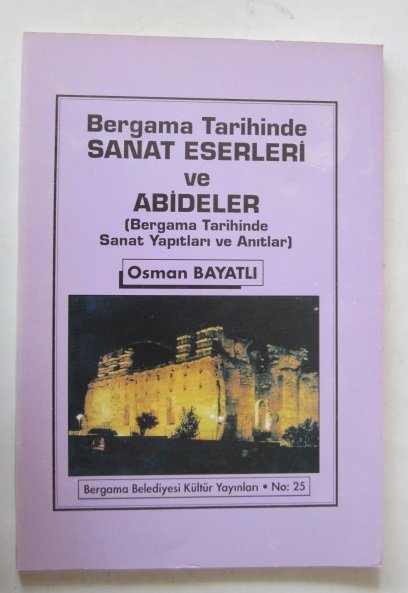 Bergama Tarihinde
SANAT ESERLERİ
ve
ABİDELER
(Bergama Tarihinde
Sanat Yapıtları ve Anıtlar)
Osman BAYATLI
Bergama Belediyesi Kültür Yayınları • No: 25